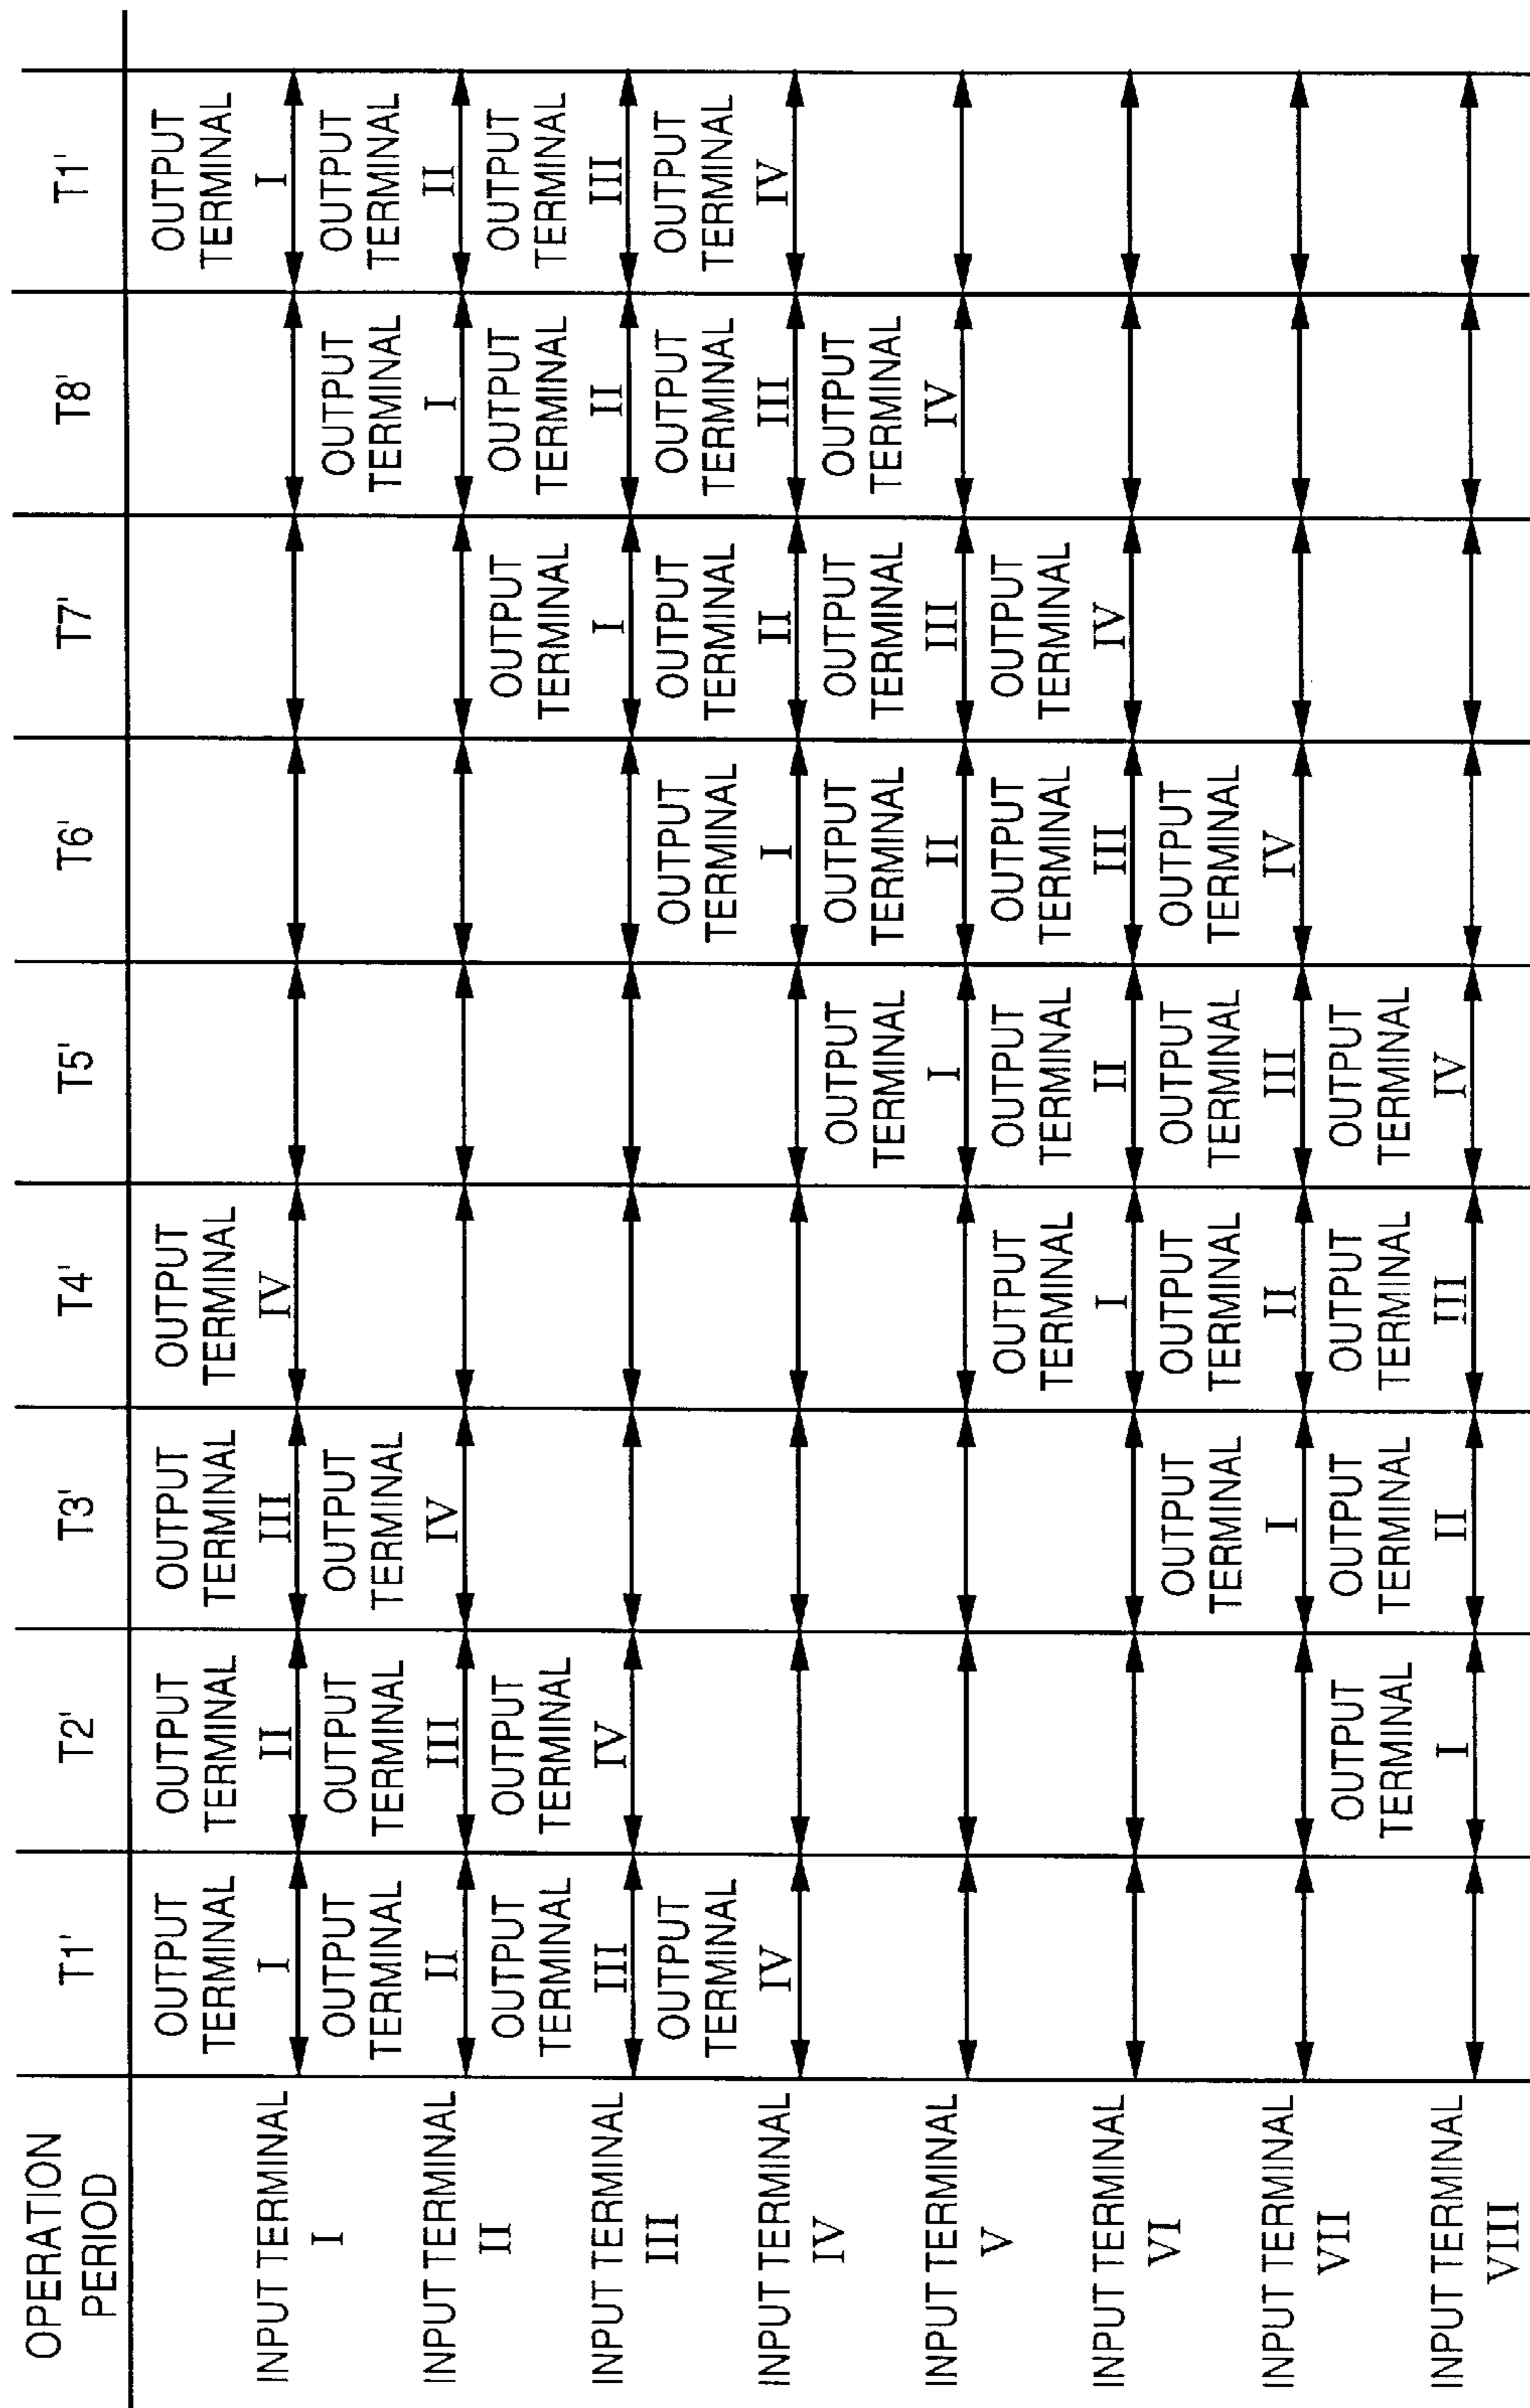 OPERATION
PERIOD
T1'
T2'
T3'
T4'
T5'
T6'
T7'
T8'
T1'
INPUT TERMINAL
I
OUTPUT
TERMINAL
I
OUTPUT
TERMINAL
II
OUTPUT
TERMINAL
III
OUTPUT
TERMINAL
IV
OUTPUT
TERMINAL
I
INPUT TERMINAL
II
OUTPUT
TERMINAL
II
OUTPUT
TERMINAL
III
OUTPUT
TERMINAL
IV
OUTPUT
TERMINAL
I
OUTPUT
TERMINAL
II
INPUT TERMINAL
III
OUTPUT
TERMINAL
III
OUTPUT
TERMINAL
IV
OUTPUT
TERMINAL
I
OUTPUT
TERMINAL
II
OUTPUT
TERMINAL
III
INPUT TERMINAL
IV
OUTPUT
TERMINAL
IV
OUTPUT
TERMINAL
I
OUTPUT
TERMINAL
II
OUTPUT
TERMINAL
III
OUTPUT
TERMINAL
IV
INPUT TERMINAL
V
OUTPUT
TERMINAL
I
OUTPUT
TERMINAL
II
OUTPUT
TERMINAL
III
OUTPUT
TERMINAL
IV
INPUT TERMINAL
VI
OUTPUT
TERMINAL
I
OUTPUT
TERMINAL
II
OUTPUT
TERMINAL
III
OUTPUT
TERMINAL
IV
INPUT TERMINAL
VII
OUTPUT
TERMINAL
I
OUTPUT
TERMINAL
II
OUTPUT
TERMINAL
III
OUTPUT
TERMINAL
IV
INPUT TERMINAL
VIII
OUTPUT
TERMINAL
I
OUTPUT
TERMINAL
II
OUTPUT
TERMINAL
III
OUTPUT
TERMINAL
IV